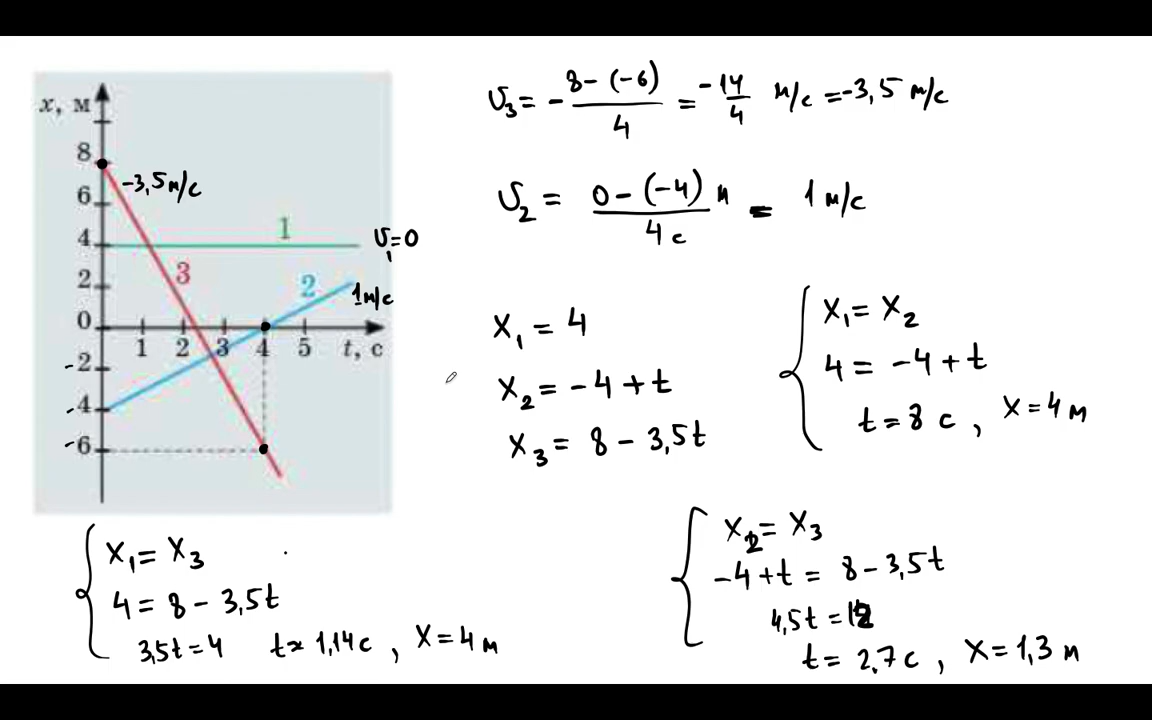 x, м
8
6
4
2
0
-2
-4
-6
1 2 3 4 5 t, c
-3,5 м/с
1
υ₁=0
3
2
1м/с
υ₃ = - 8-(-6) / 4 = -14/4 м/с = -3,5 м/с
υ₂ = 0-(-4) м / 4 с = 1 м/с
x₁ = 4
x₂ = -4 + t
x₃ = 8 - 3,5t
x₁ = x₂
4 = -4 + t
t = 8 с, x = 4 м
x₁ = x₃
4 = 8 - 3,5t
3,5t = 4 t ≈ 1,14 с, x = 4 м
x₂ = x₃
-4 + t = 8 - 3,5t
4,5t = 12
t = 2,7 с, x = 1,3 м